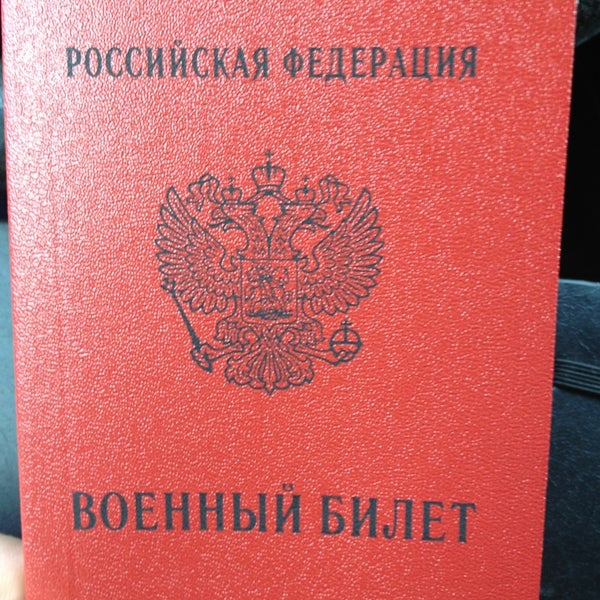 РОССИЙСКАЯ ФЕДЕРАЦИЯ
ВОЕННЫЙ БИЛЕТ